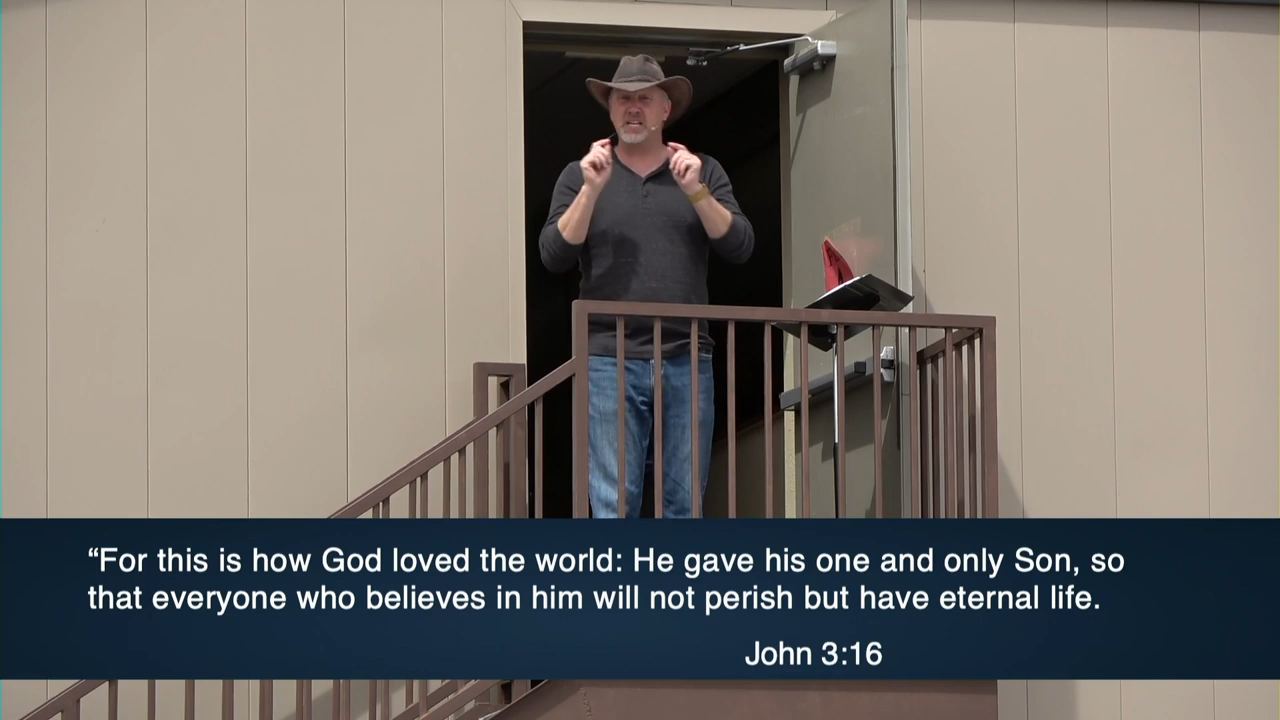 “For this is how God loved the world: He gave his one and only Son, so
that everyone who believes in him will not perish but have eternal life.
John 3:16